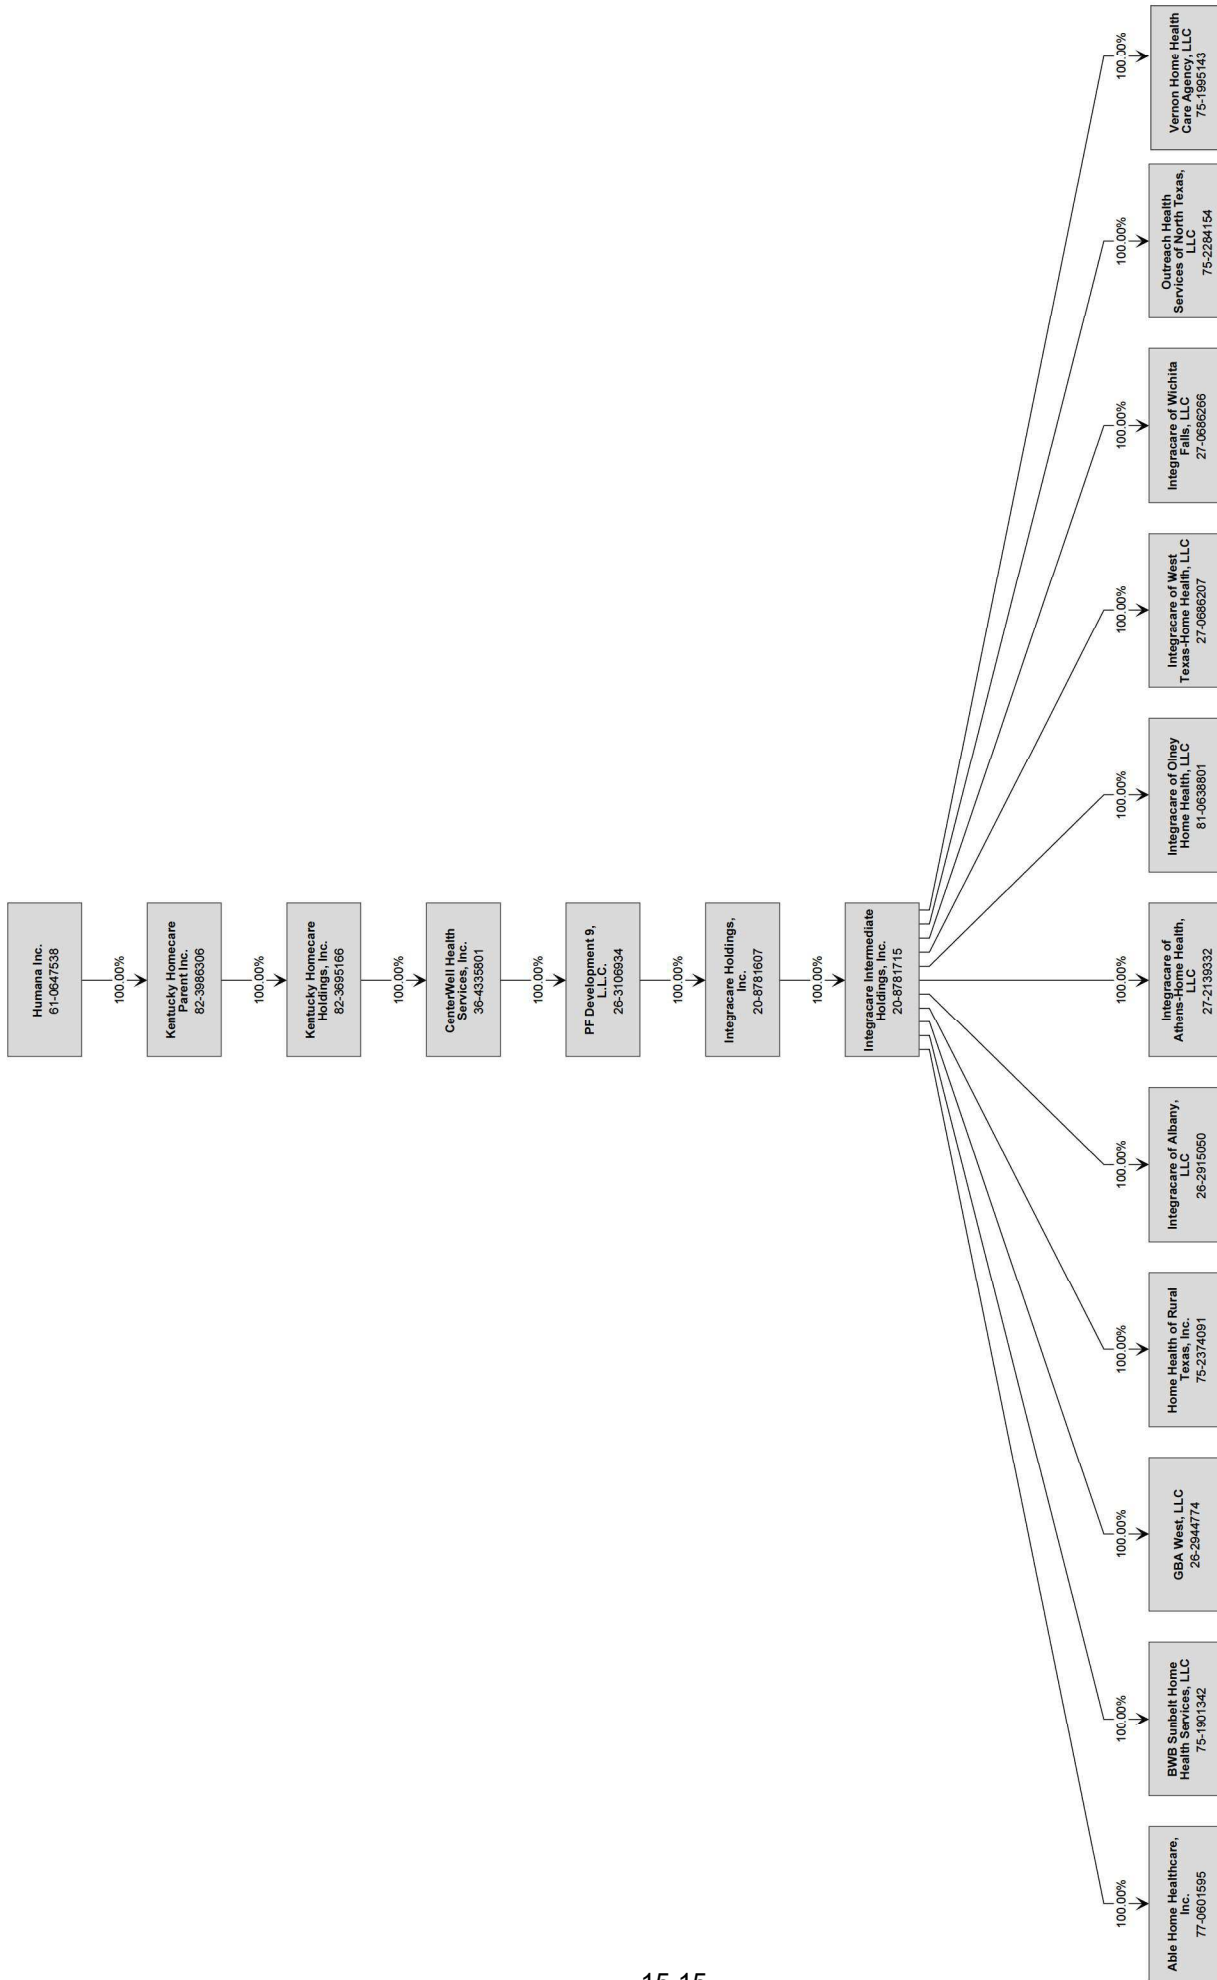 Humana Inc.
61-0647538
100.00%
Kentucky Homecare
Parent Inc.
82-3986306
100.00%
Kentucky Homecare
Holdings, Inc.
82-3695166
100.00%
CenterWell Health
Services, Inc.
36-4335801
100.00%
PF Development 9,
L.L.C.
26-3106934
100.00%
Integracare Holdings,
Inc.
20-8781607
100.00%
Integracare Intermediate
Holdings, Inc.
20-8781715
100.00%
Able Home Healthcare,
Inc.
77-0601595
100.00%
BWB Sunbelt Home
Health Services, LLC
75-1901342
100.00%
GBA West, LLC
26-2944774
100.00%
Home Health of Rural
Texas, Inc.
75-2374091
100.00%
Integracare of Albany,
LLC
26-2915050
100.00%
Integracare of
Athens-Home Health,
LLC
27-2139332
100.00%
Integracare of Olney
Home Health, LLC
81-0638801
100.00%
Integracare of West
Texas-Home Health, LLC
27-0686207
100.00%
Integracare of Wichita
Falls, LLC
27-0686266
100.00%
Outreach Health
Services of North Texas,
LLC
75-2284154
100.00%
Vernon Home Health
Care Agency, LLC
75-1995143
15.15